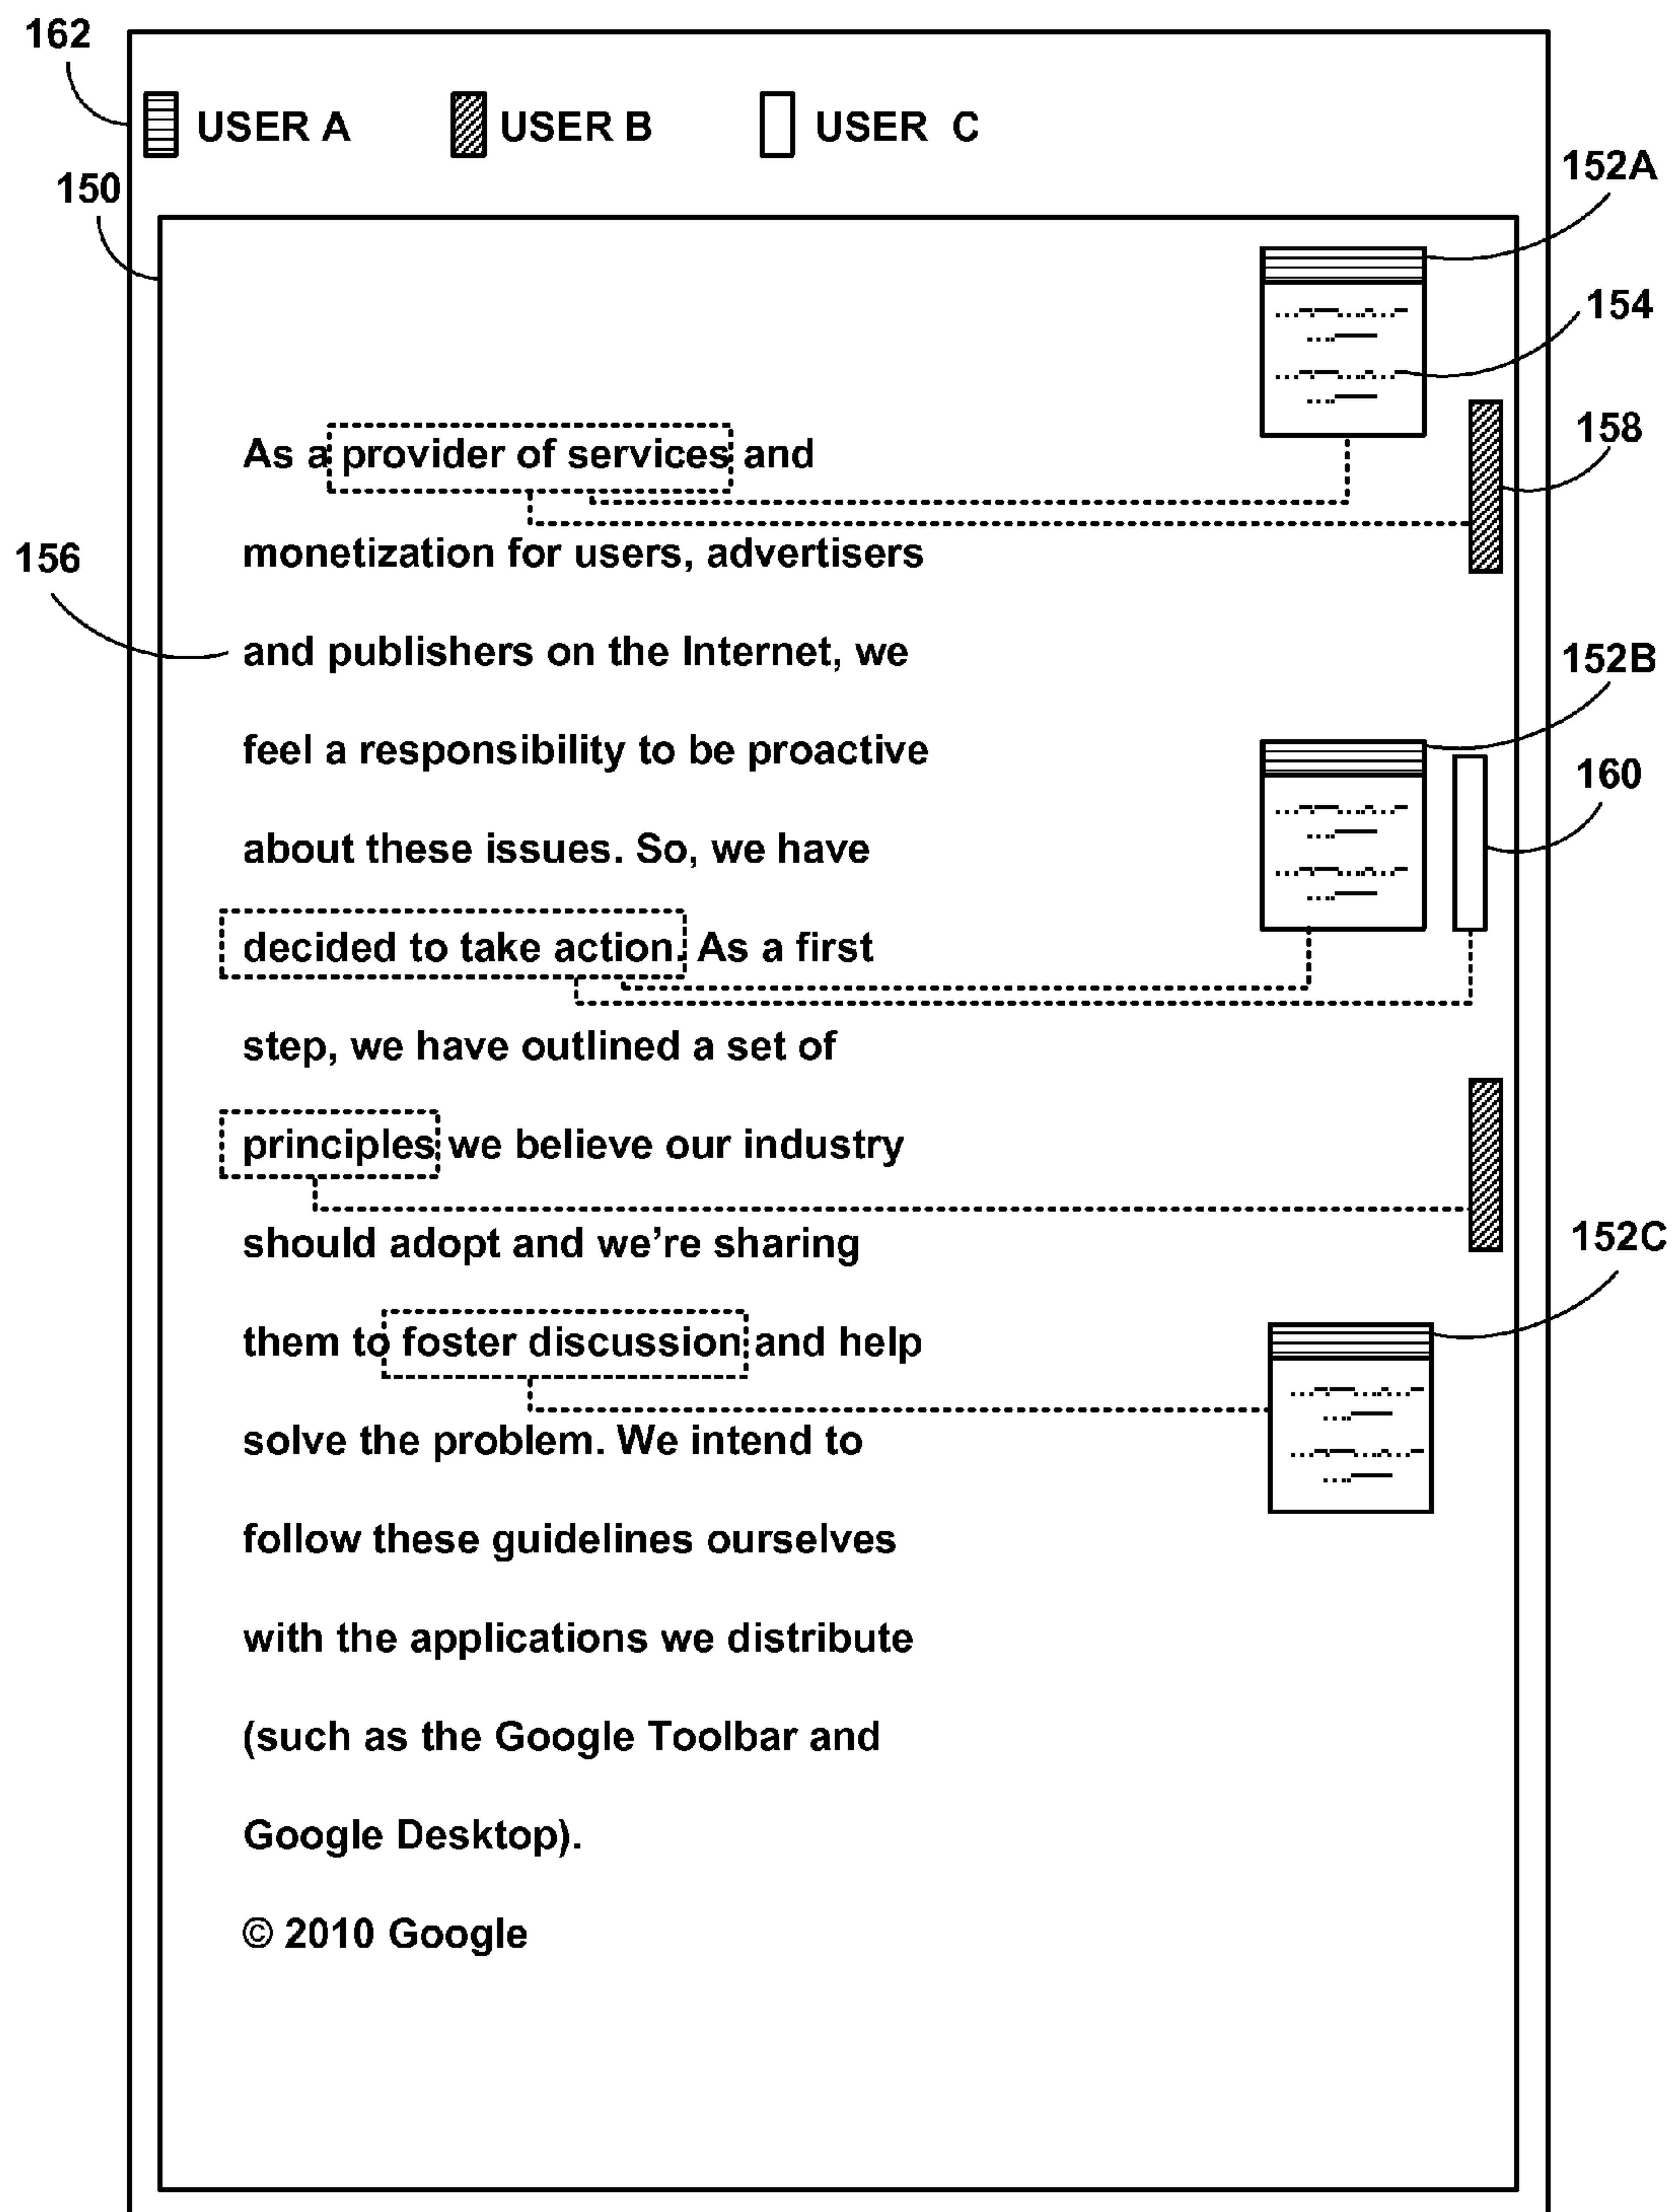 162
USER A USER B USER C
150
152A
154
158
As a provider of services and
monetization for users, advertisers
156
and publishers on the Internet, we
152B
feel a responsibility to be proactive
160
about these issues. So, we have
decided to take action. As a first
step, we have outlined a set of
principles we believe our industry
should adopt and we're sharing
152C
them to foster discussion and help
solve the problem. We intend to
follow these guidelines ourselves
with the applications we distribute
(such as the Google Toolbar and
Google Desktop).
© 2010 Google